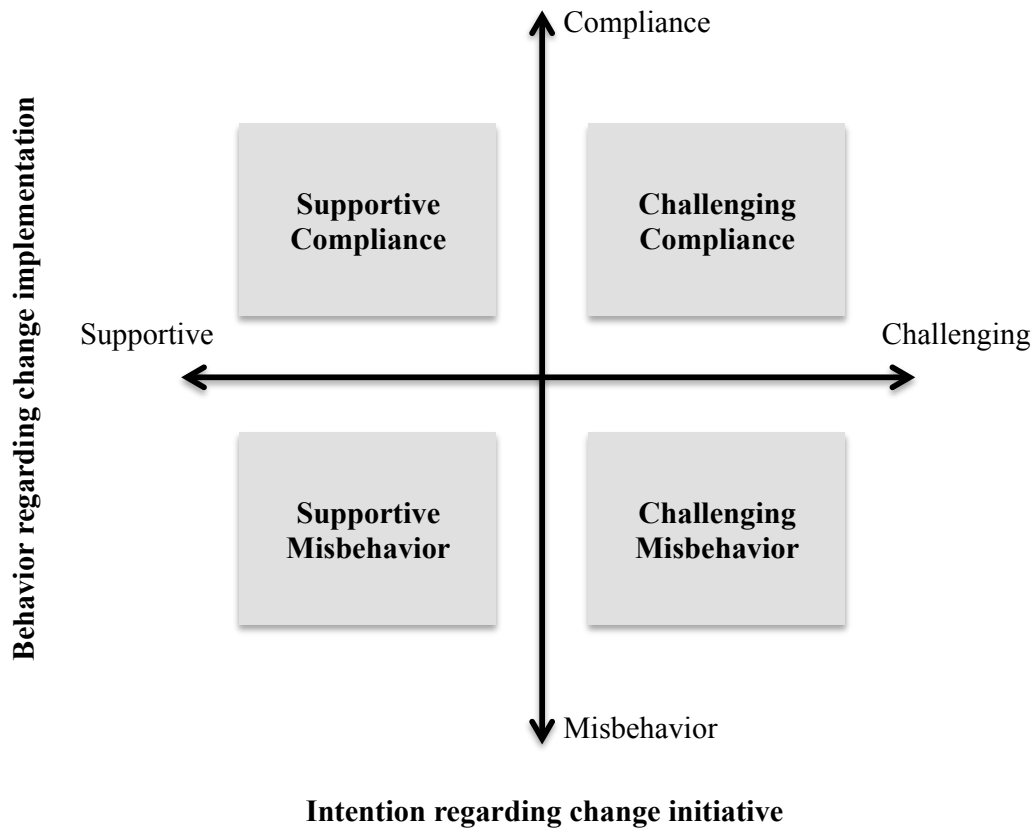 Compliance
Behavior regarding change implementation
Supportive
Compliance
Challenging
Compliance
Supportive
Challenging
Supportive
Misbehavior
Challenging
Misbehavior
Misbehavior
Intention regarding change initiative